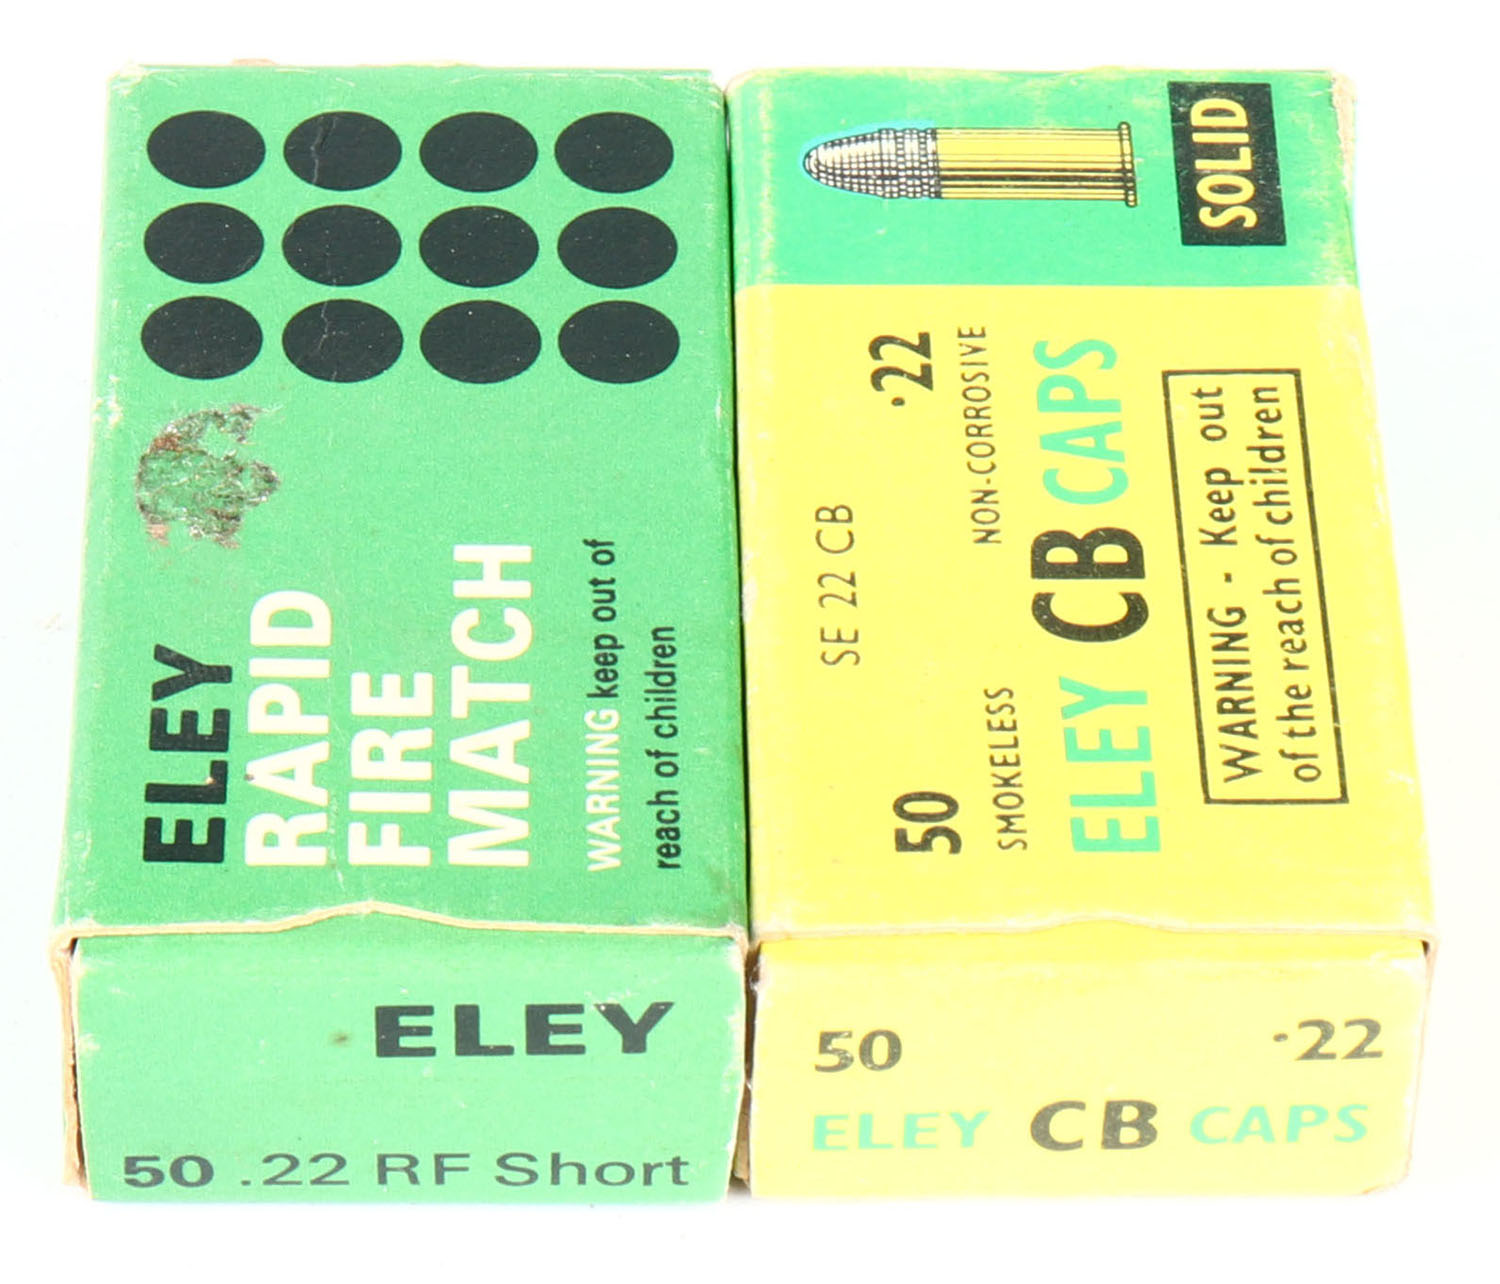 ELEY
RAPID
FIRE
MATCH
WARNING keep out of
reach of children
ELEY
50 .22 RF Short
SOLID
SE 22 CB
50 .22
SMOKELESS NON-CORROSIVE
ELEY CB CAPS
WARNING - Keep out
of the reach of children
50 .22
ELEY CB CAPS